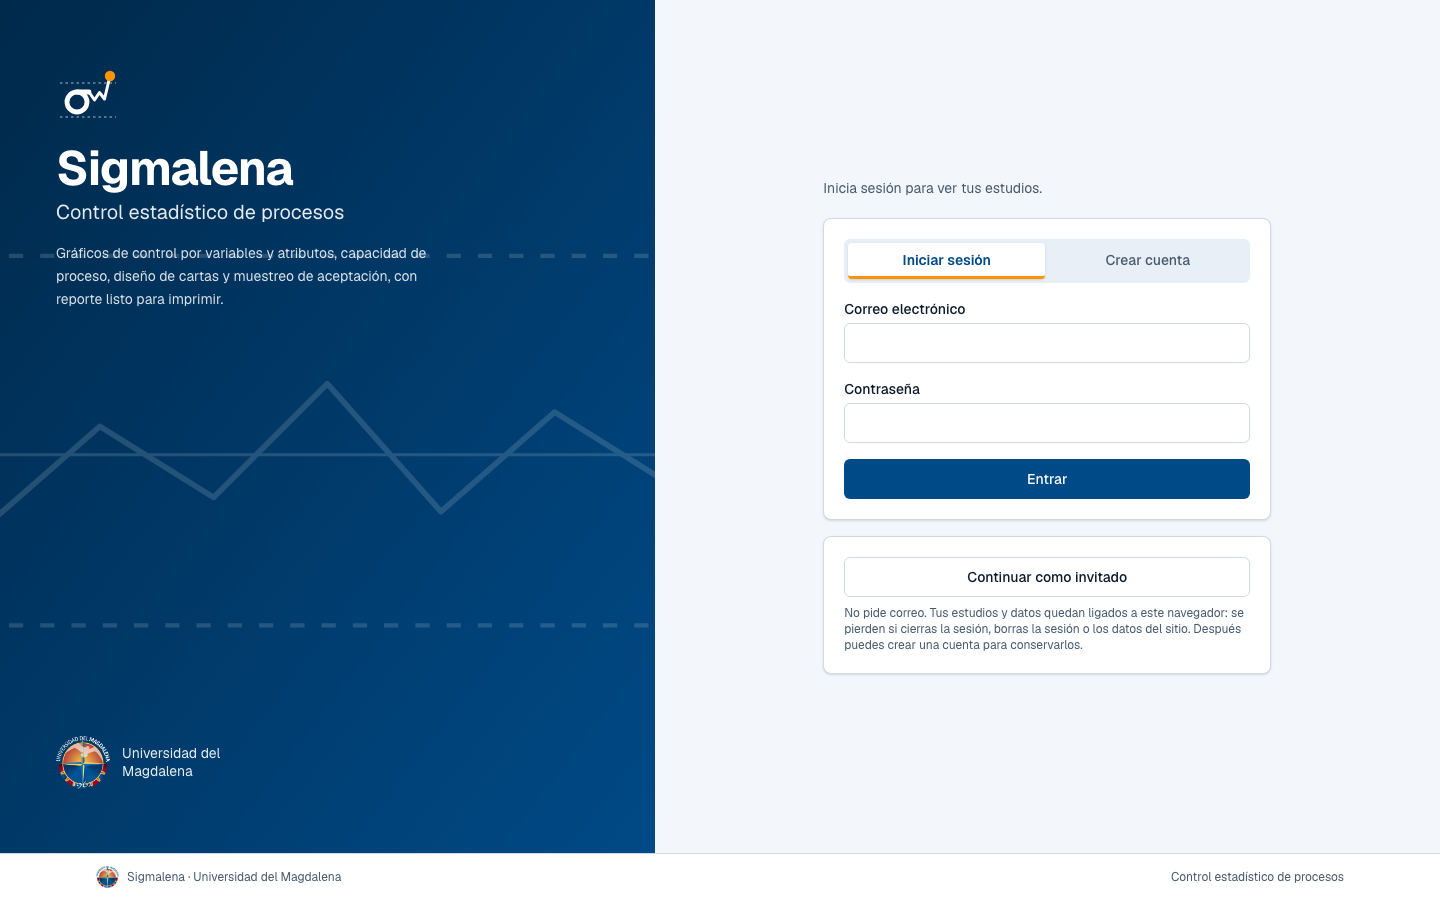 Sigmalena
Control estadístico de procesos
Gráficos de control por variables y atributos, capacidad de
proceso, diseño de cartas y muestreo de aceptación, con
reporte listo para imprimir.
UNIVERSIDAD DEL MAGDALENA
Universidad del
Magdalena
Inicia sesión para ver tus estudios.
Iniciar sesión
Crear cuenta
Correo electrónico
Contraseña
Entrar
Continuar como invitado
No pide correo. Tus estudios y datos quedan ligados a este navegador: se
pierden si cierras la sesión, borras la sesión o los datos del sitio. Después
puedes crear una cuenta para conservarlos.
Sigmalena · Universidad del Magdalena
Control estadístico de procesos